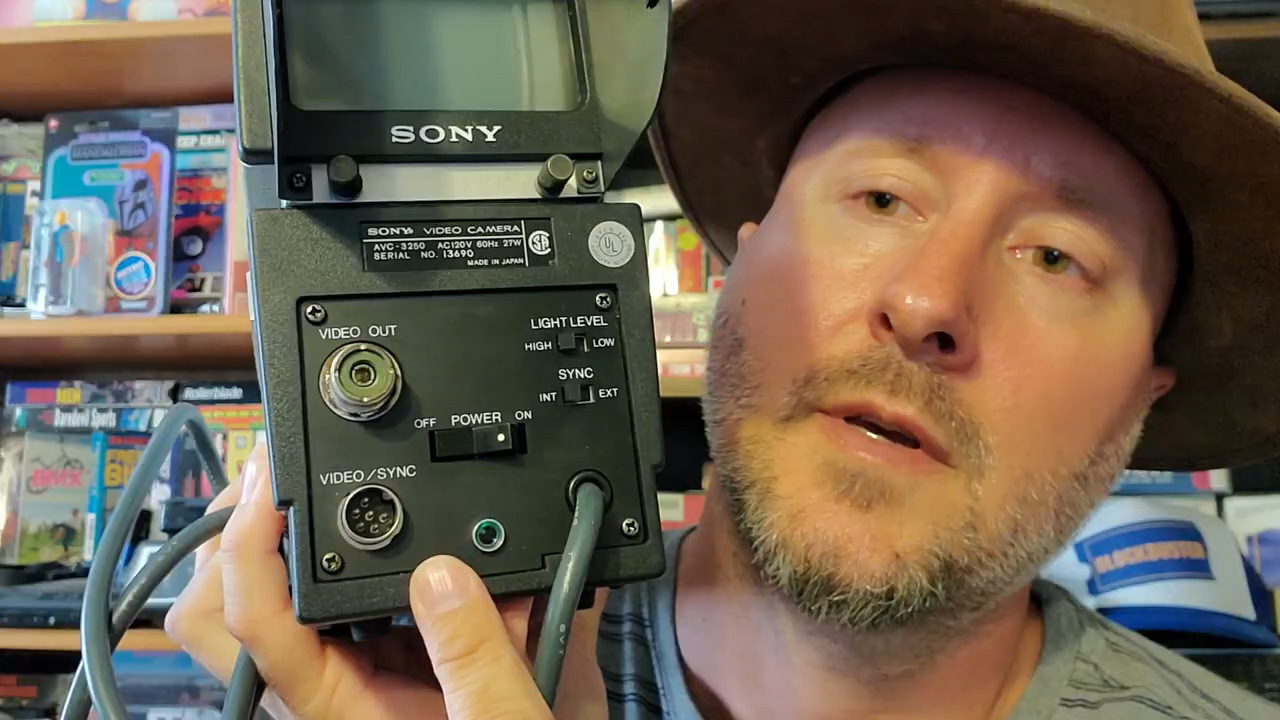 SONY
SONY VIDEO CAMERA
AVC-3250 AC120V 60Hz 27W
SERIAL NO. 13690
MADE IN JAPAN
UL
VIDEO OUT
LIGHT LEVEL
HIGH LOW
SYNC
INT EXT
OFF POWER ON
VIDEO/SYNC
MANDALORIAN
Rollerblade
Daredevil Sports
BMX
BLOCKBUSTER